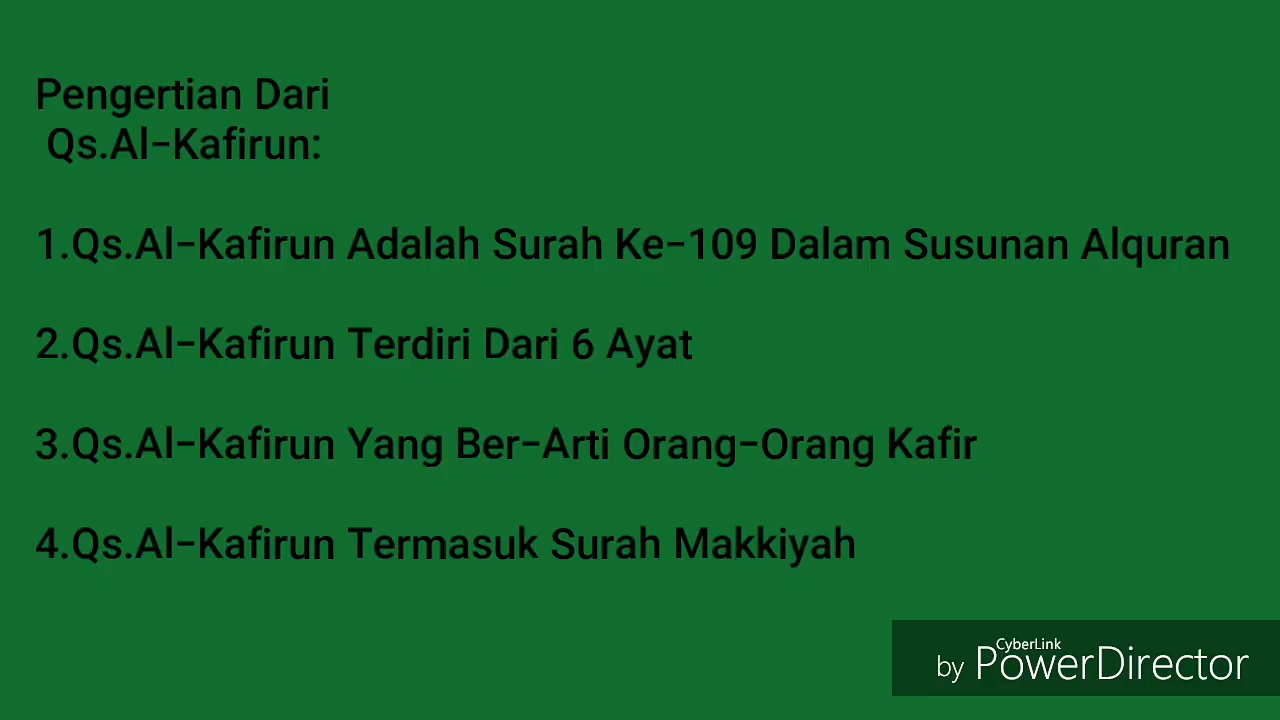 Pengertian Dari
Qs.Al-Kafirun:
1.Qs.Al-Kafirun Adalah Surah Ke-109 Dalam Susunan Alquran
2.Qs.Al-Kafirun Terdiri Dari 6 Ayat
3.Qs.Al-Kafirun Yang Ber-Arti Orang-Orang Kafir
4.Qs.Al-Kafirun Termasuk Surah Makkiyah
CyberLink
by PowerDirector